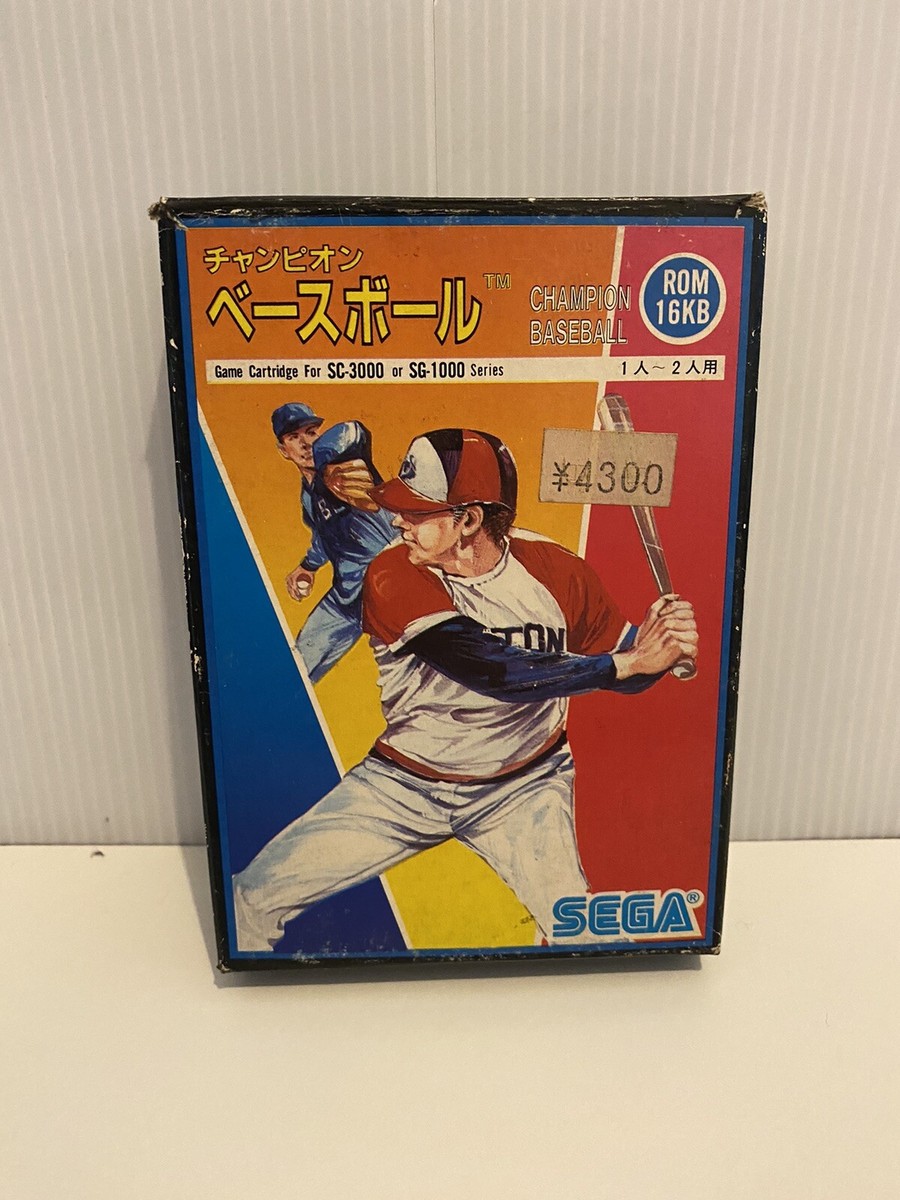 チャンピオン
ベースボール™
CHAMPION
BASEBALL
ROM
16KB
Game Cartridge For SC-3000 or SG-1000 Series
1人～2人用
¥4300
TON
SEGA®